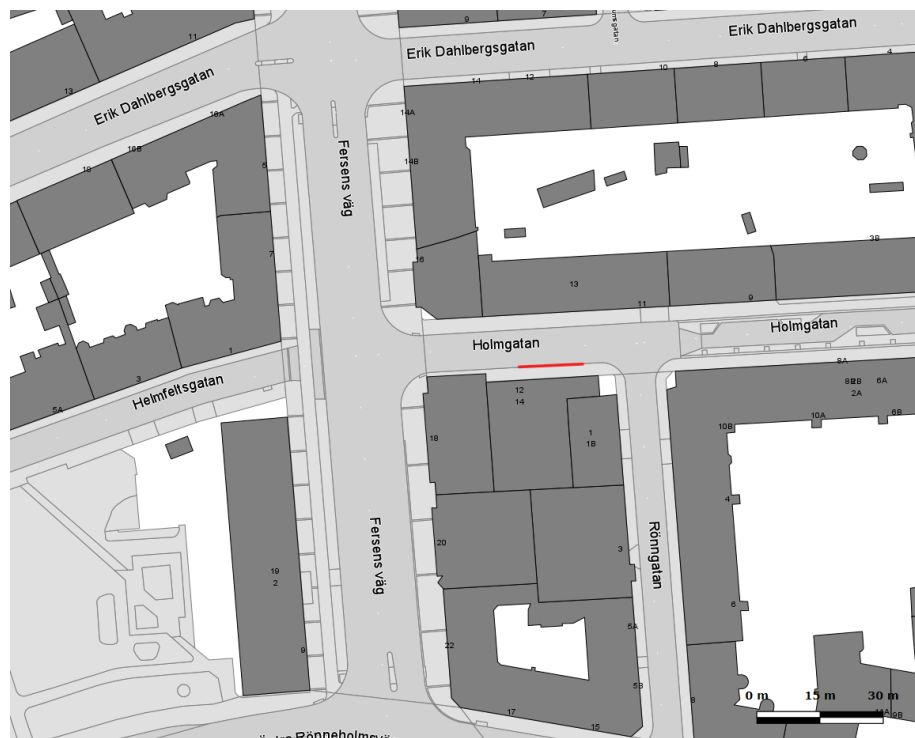 9
7
11
Erik Dahlbergsgatan
Erik Dahlbergsgatan
4
6
8
10
12
14
13
Erik Dahlbergsgatan
16A
14A
16B
14B
18
5
Fersens väg
3B
7
16
13
9
11
Holmgatan
Holmgatan
1
3
8A
Helmfeltsgatan
5A
12
14
6A
2A
10A
6B
10B
1
1B
18
4
20
3
Fersens väg
Rönngatan
19
2
6
5A
22
9
5B
8
0 m 15 m 30 m
17
15